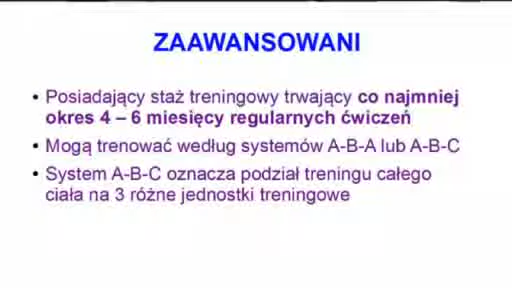 ZAAWANSOWANI
• Posiadający staż treningowy trwający co najmniej
okres 4 – 6 miesięcy regularnych ćwiczeń
• Mogą trenować według systemów A-B-A lub A-B-C
• System A-B-C oznacza podział treningu całego
ciała na 3 różne jednostki treningowe